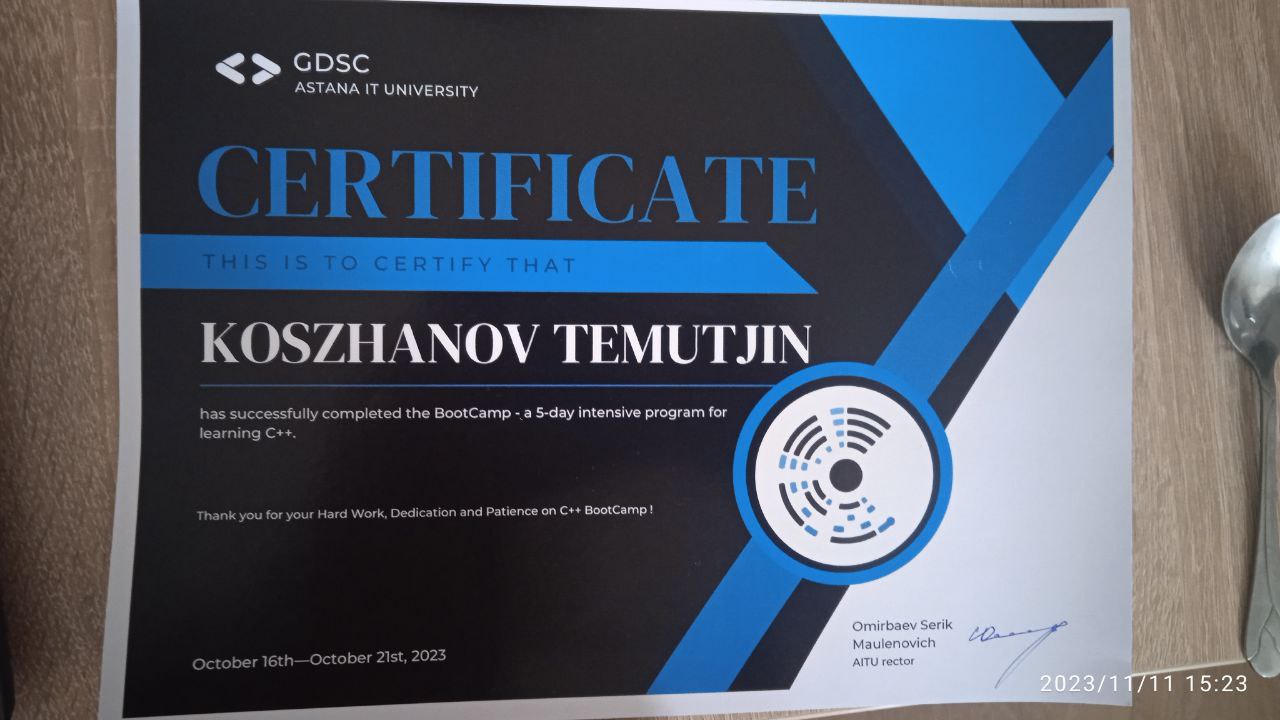 GDSC
ASTANA IT UNIVERSITY
CERTIFICATE
THIS IS TO CERTIFY THAT
KOSZHANOV TEMUTJIN
has successfully completed the BootCamp - a 5-day intensive program for
learning C++.
Thank you for your Hard Work, Dedication and Patience on C++ BootCamp !
October 16th—October 21st, 2023
Omirbaev Serik
Maulenovich
AITU rector
2023/11/11 15:23